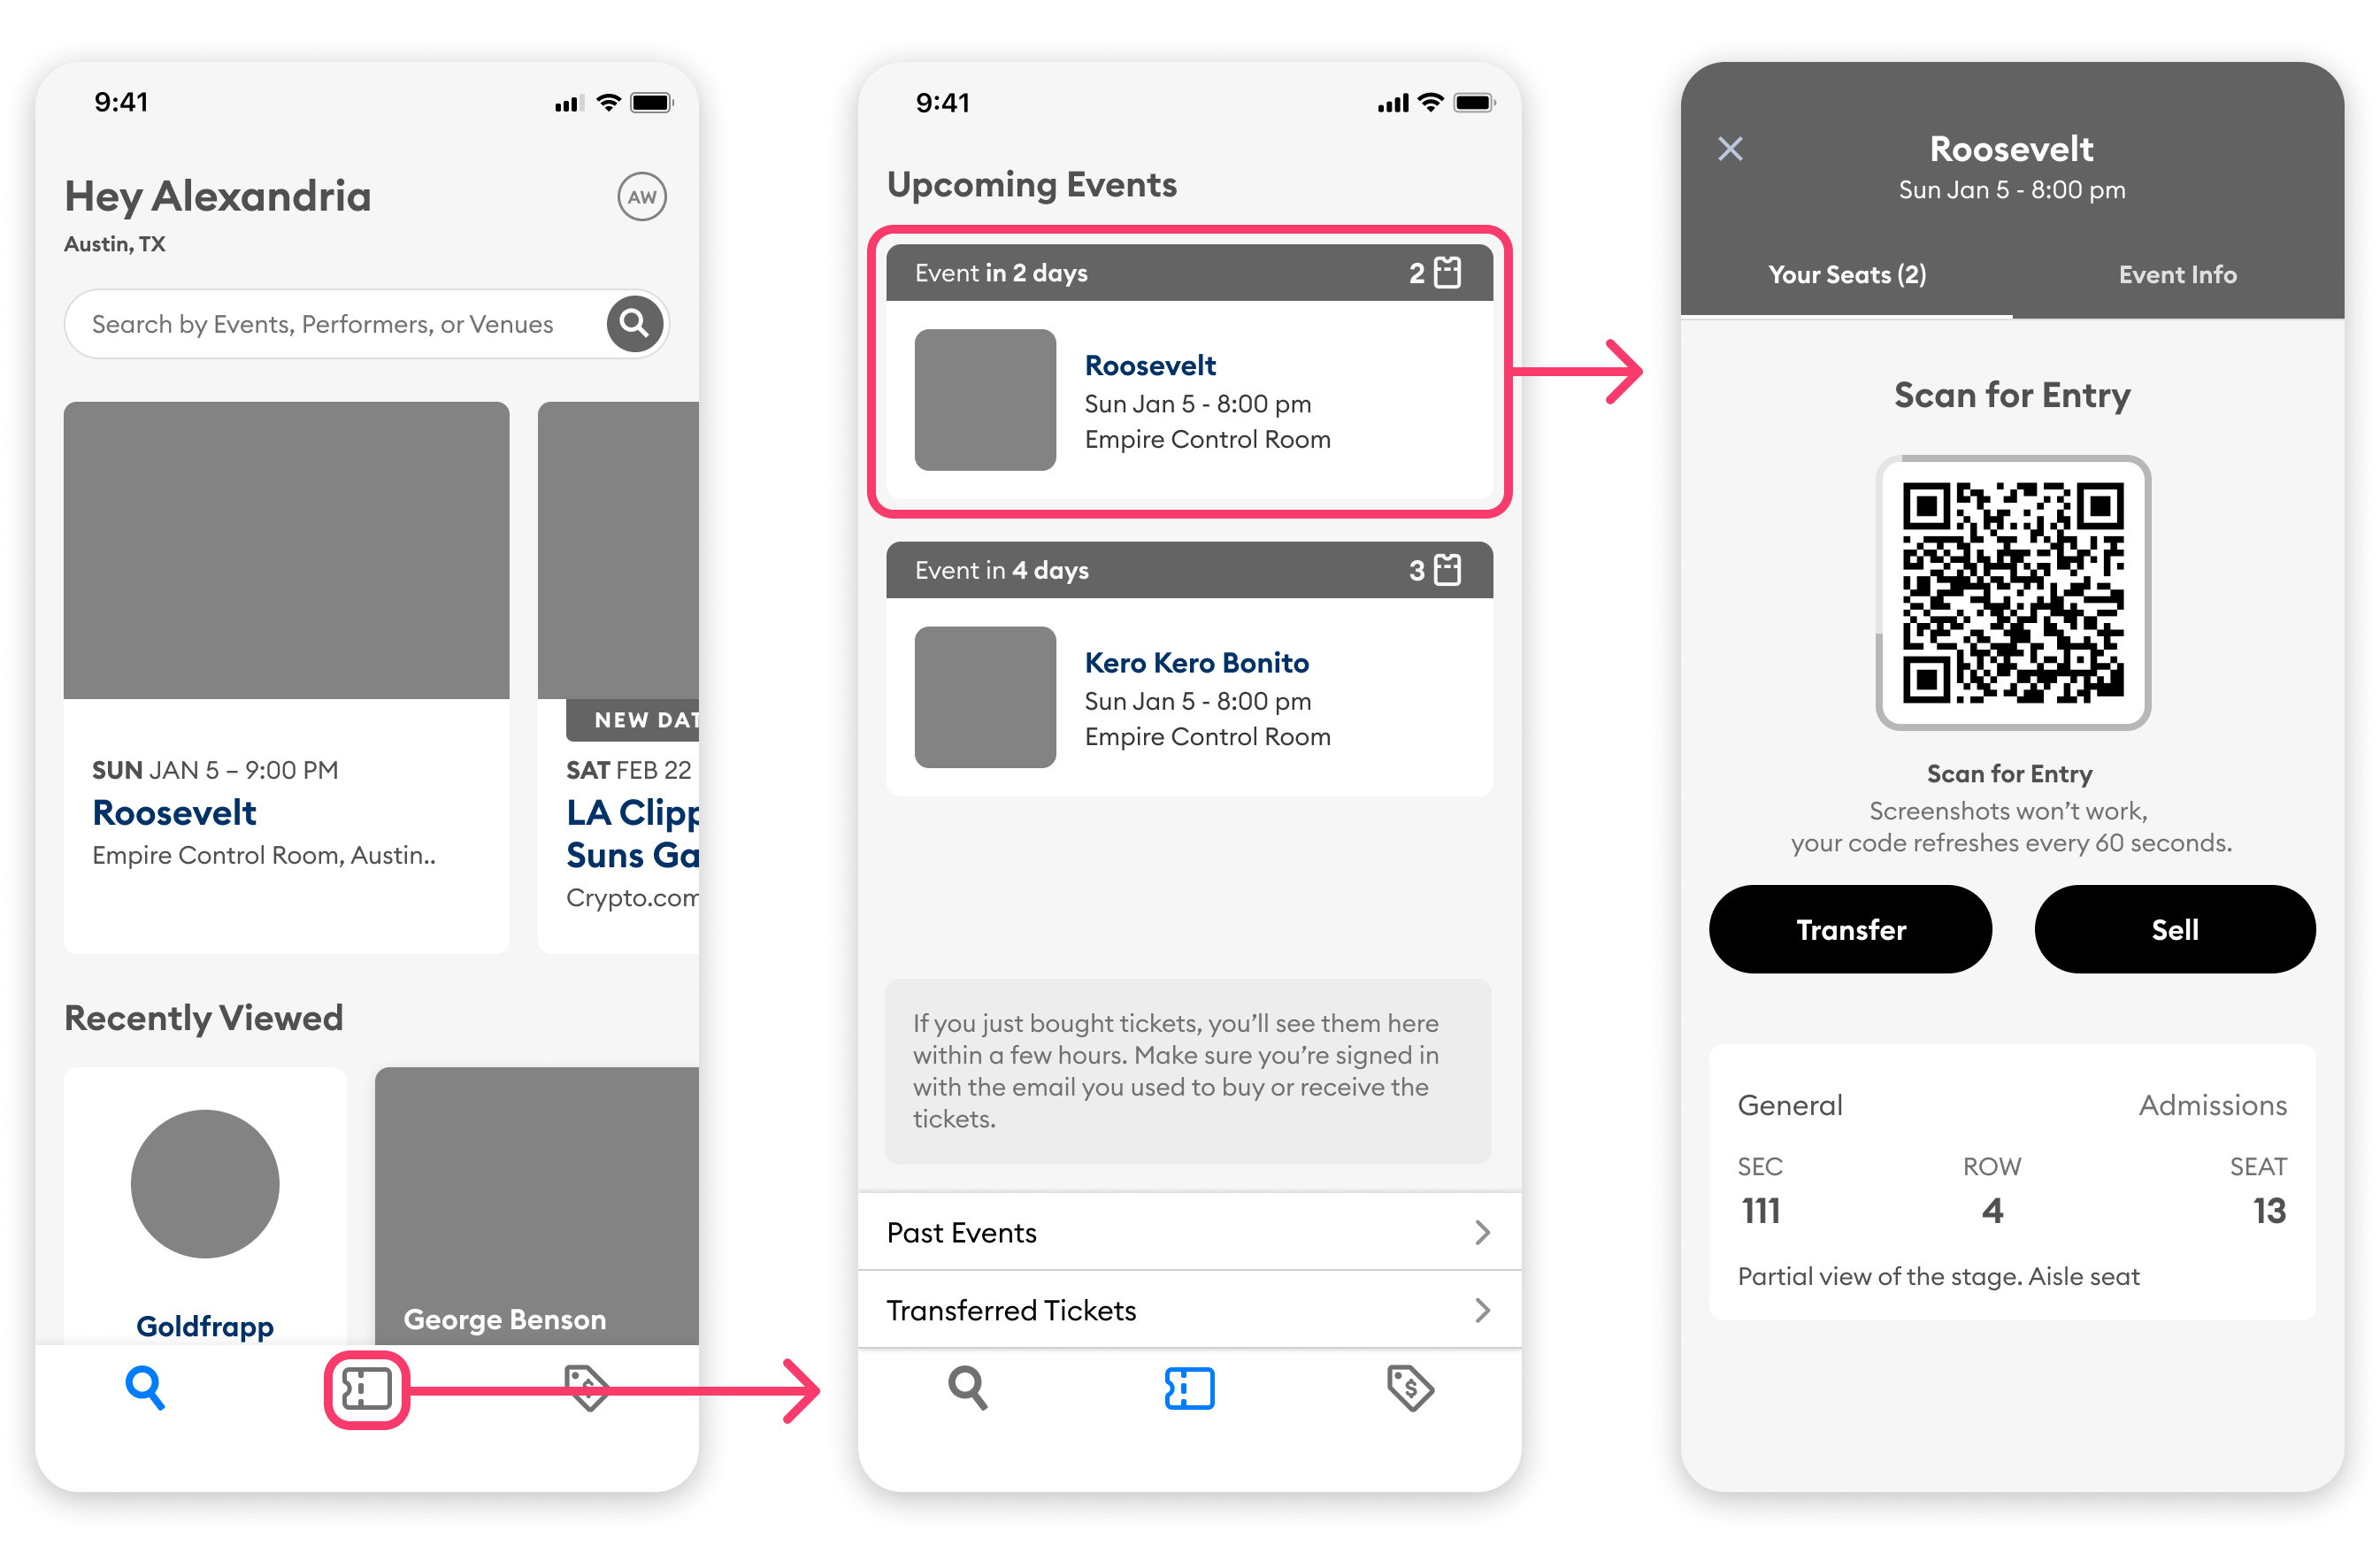 9:41
Hey Alexandria
AW
Austin, TX
Search by Events, Performers, or Venues
SUN JAN 5 – 9:00 PM
Roosevelt
Empire Control Room, Austin..
NEW DAT
SAT FEB 22
LA Clipp
Suns Ga
Crypto.com
Recently Viewed
Goldfrapp
George Benson
9:41
Upcoming Events
Event in 2 days
2
Roosevelt
Sun Jan 5 - 8:00 pm
Empire Control Room
Event in 4 days
3
Kero Kero Bonito
Sun Jan 5 - 8:00 pm
Empire Control Room
If you just bought tickets, you’ll see them here
within a few hours. Make sure you’re signed in
with the email you used to buy or receive the
tickets.
Past Events
Transferred Tickets
Roosevelt
Sun Jan 5 - 8:00 pm
Your Seats (2)
Event Info
Scan for Entry
Scan for Entry
Screenshots won’t work,
your code refreshes every 60 seconds.
Transfer
Sell
General
Admissions
SEC
ROW
SEAT
111
4
13
Partial view of the stage. Aisle seat